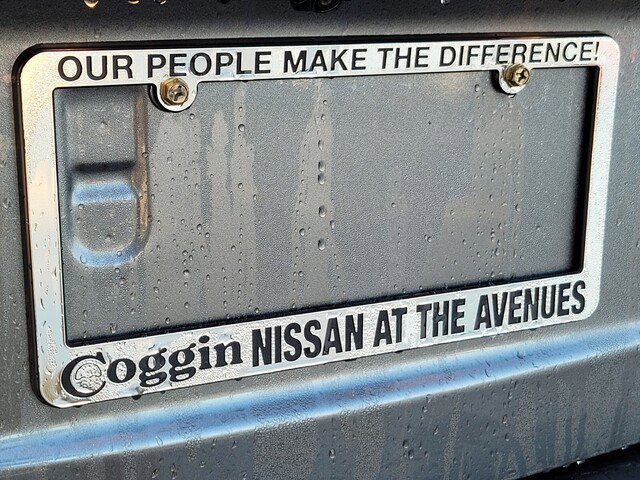 OUR PEOPLE MAKE THE DIFFERENCE!
Coggin NISSAN AT THE AVENUES